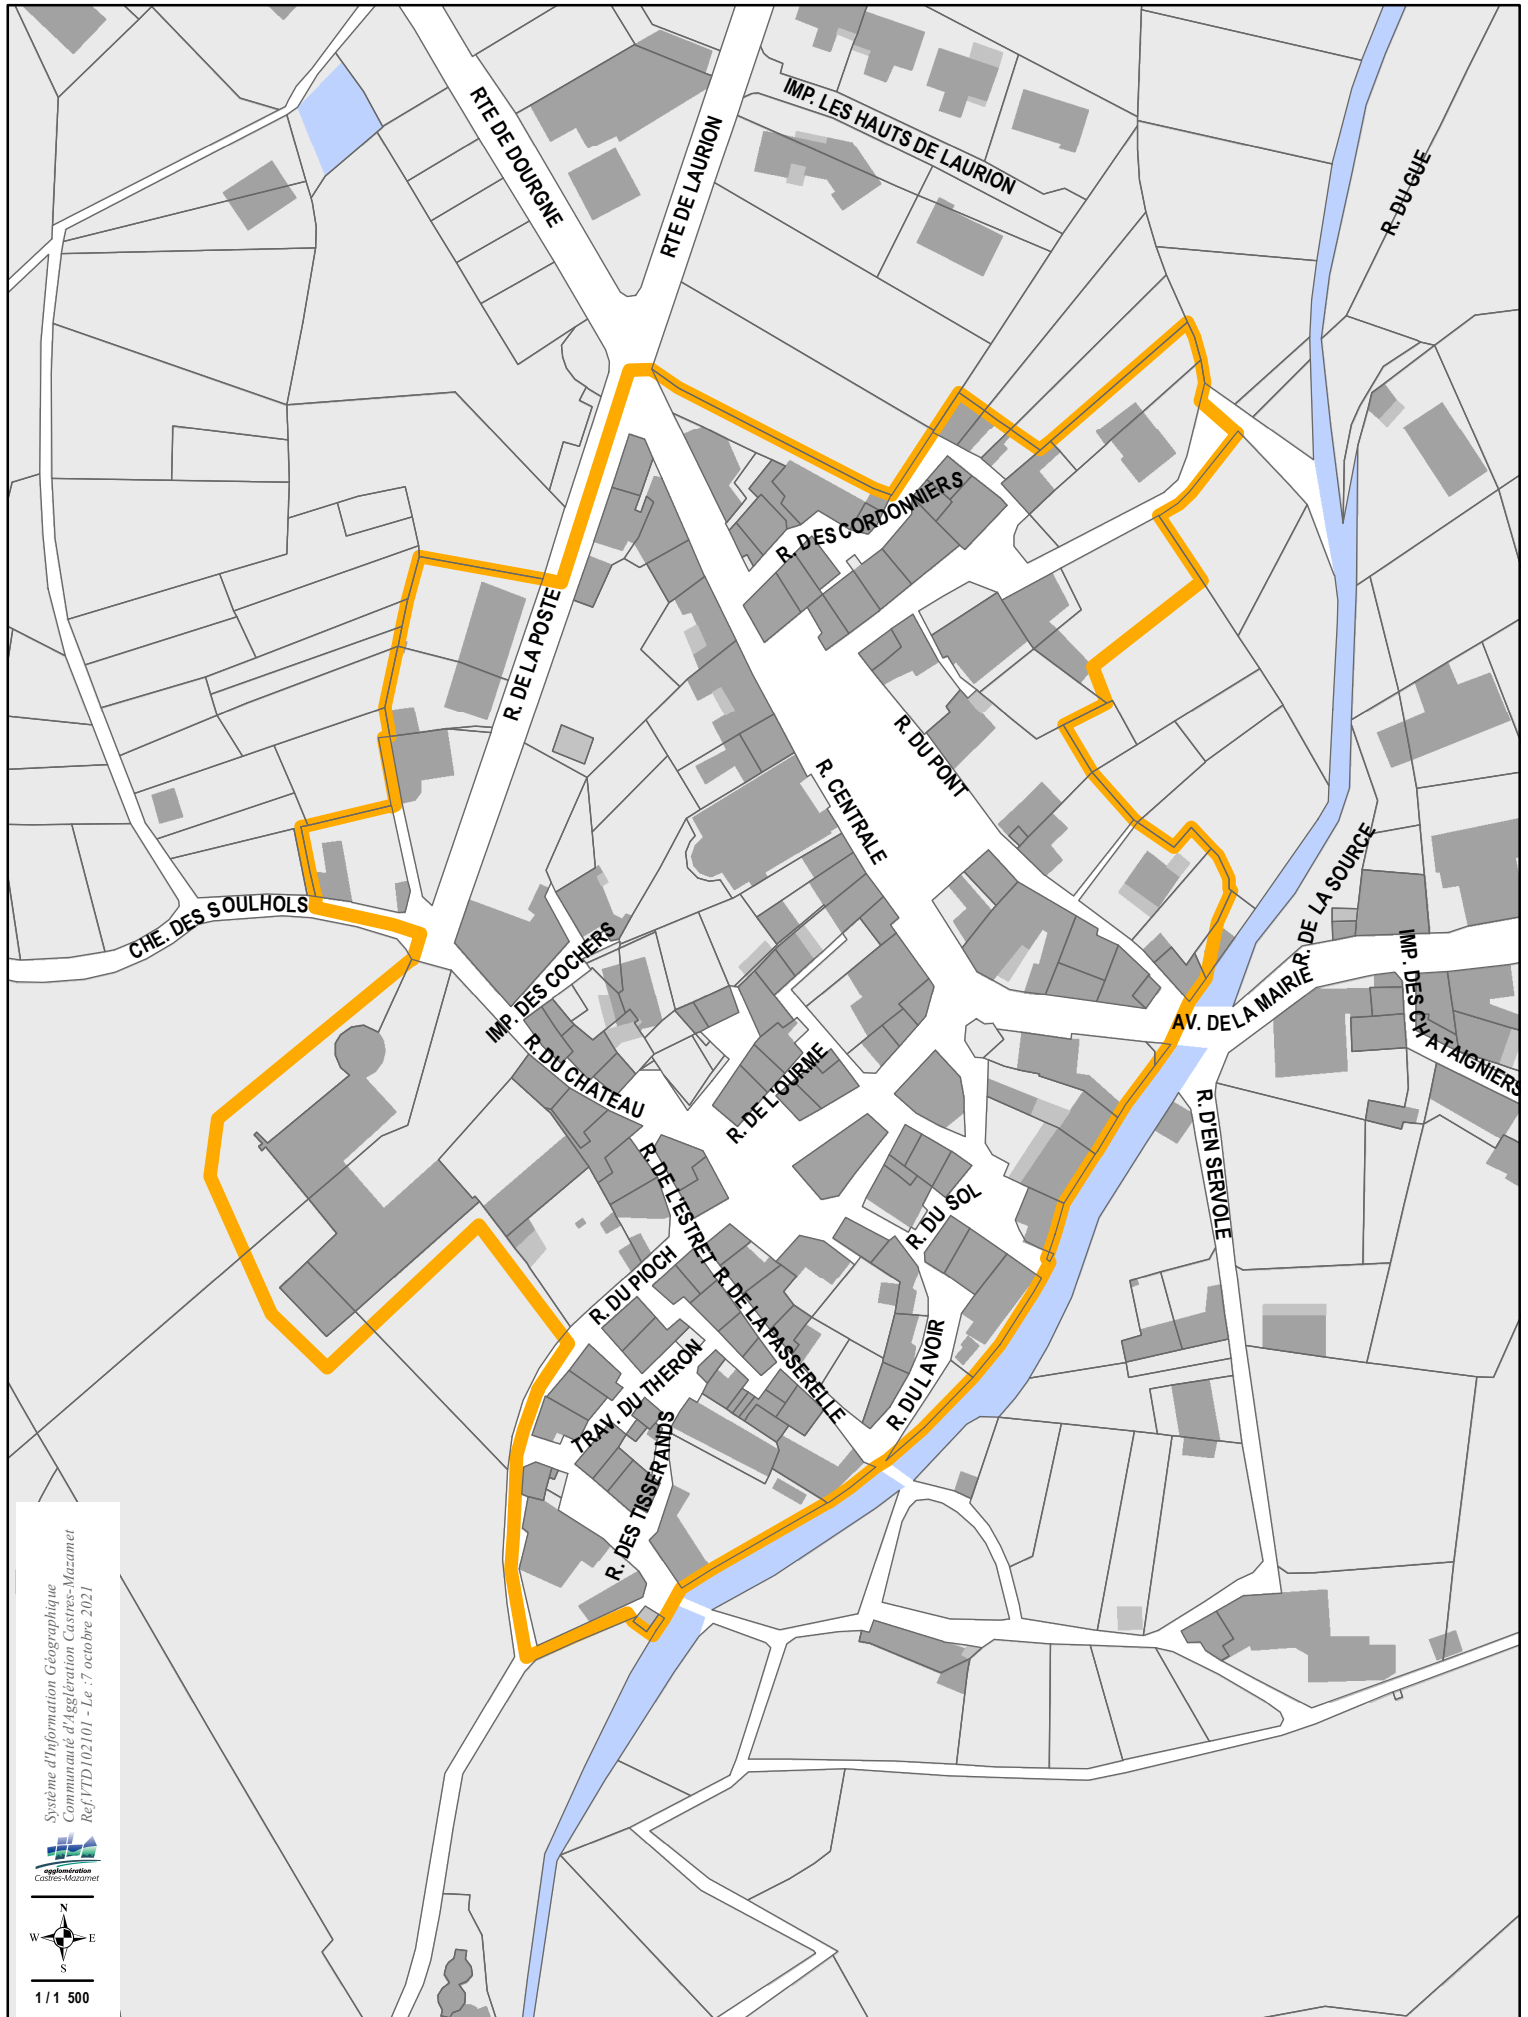 RTE DE DOURGNE
RTE DE LAURION
IMP. LES HAUTS DE LAURION
R. DU GUE
R. DES CORDONNIERS
R. DE LA POSTE
R. DU PONT
R. CENTRALE
CHE. DES SOULHOLS
R. DE LA SOURCE
IMP. DES COCHERS
AV. DE LA MAIRIE
IMP. DES CHATAIGNIERS
R. DU CHATEAU
R. DE L'OURME
R. D'EN SERVOLE
R. DE L'ESTRET
R. DU SOL
R. DU PIOCH
R. DE LA PASSERELLE
R. DU LAVOIR
TRAV. DU THERON
R. DES TISSERANDS
Système d'Information Géographique
Communauté d'Agglération Castres-Mazamet
Ref.VTD102101 - Le : 7 octobre 2021
agglomération
Castres-Mazamet
N
W E
S
1 / 1 500